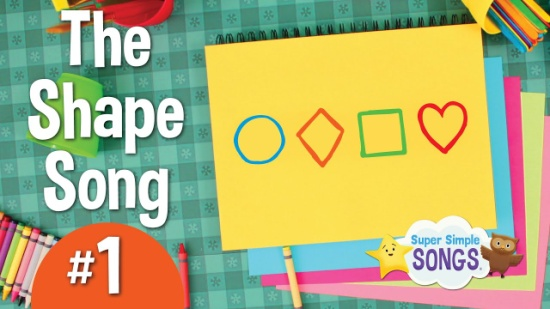 The
Shape
Song
#1
Super Simple
SONGS